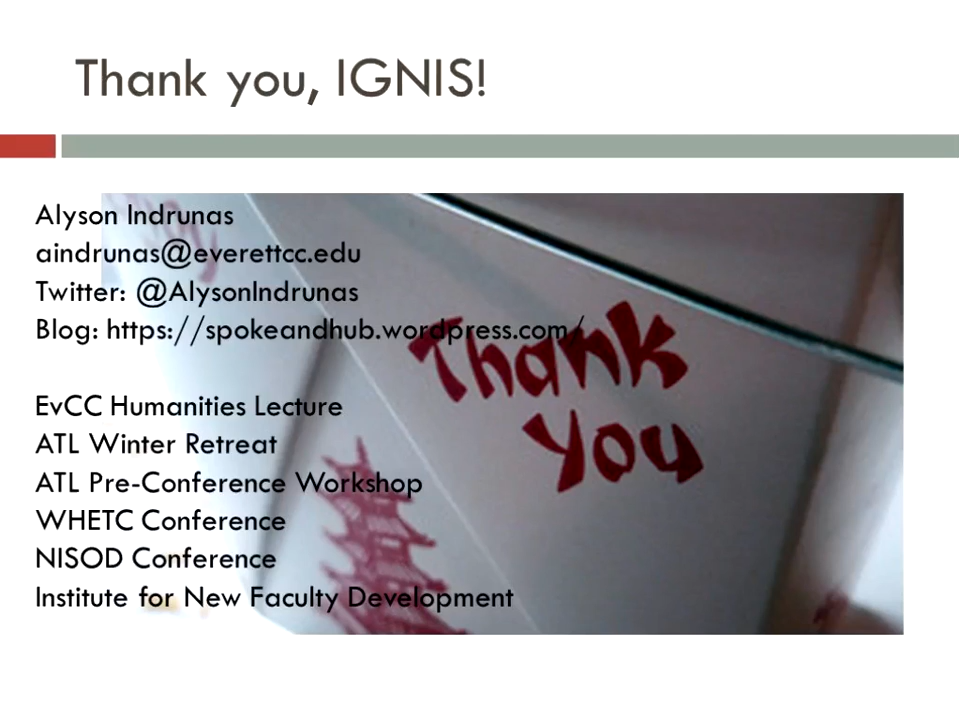 Thank you, IGNIS!
Alyson Indrunas
aindrunas@everettcc.edu
Twitter: @AlysonIndrunas
Blog: https://spokeandhub.wordpress.com/
EvCC Humanities Lecture
ATL Winter Retreat
ATL Pre-Conference Workshop
WHETC Conference
NISOD Conference
Institute for New Faculty Development
Thank
You